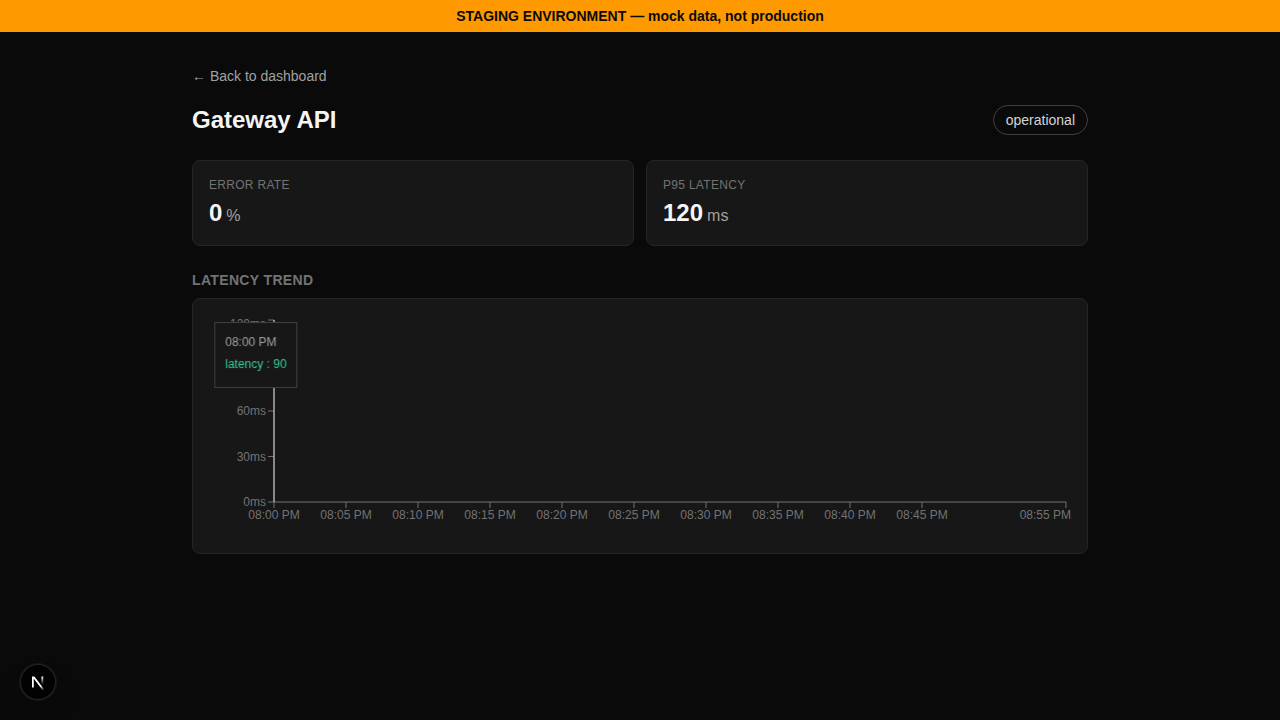 STAGING ENVIRONMENT — mock data, not production
← Back to dashboard
Gateway API
operational
ERROR RATE
0 %
P95 LATENCY
120 ms
LATENCY TREND
08:00 PM
latency : 90
60ms
30ms
0ms
08:00 PM 08:05 PM 08:10 PM 08:15 PM 08:20 PM 08:25 PM 08:30 PM 08:35 PM 08:40 PM 08:45 PM 08:55 PM